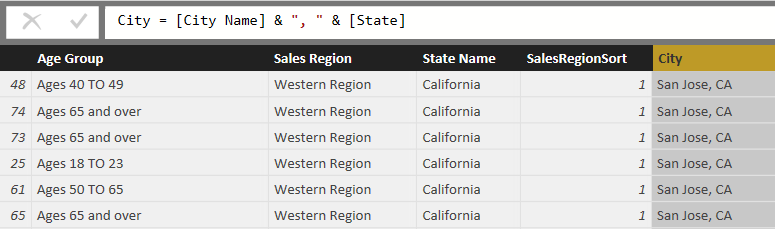 City = [City Name] & ", " & [State]
Age Group Sales Region State Name SalesRegionSort City
48 Ages 40 TO 49 Western Region California 1 San Jose, CA
74 Ages 65 and over Western Region California 1 San Jose, CA
73 Ages 65 and over Western Region California 1 San Jose, CA
25 Ages 18 TO 23 Western Region California 1 San Jose, CA
61 Ages 50 TO 65 Western Region California 1 San Jose, CA
65 Ages 65 and over Western Region California 1 San Jose, CA